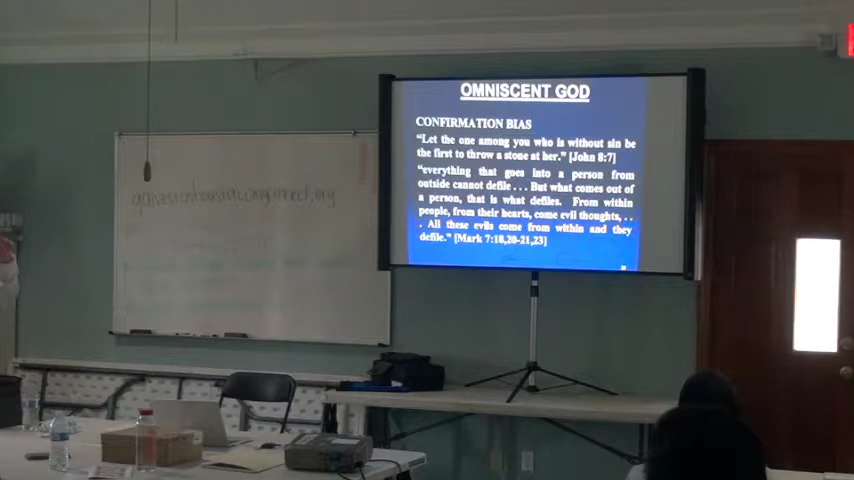 OMNISCENT GOD
CONFIRMATION BIAS
“Let the one among you who is without sin be
the first to throw a stone at her.” [John 8:7]
“everything that goes into a person from
outside cannot defile . . . But what comes out of
a person, that is what defiles. From within
people, from their hearts, come evil thoughts, . .
. All these evils come from within and they
defile.” [Mark 7:18,20-21,23]